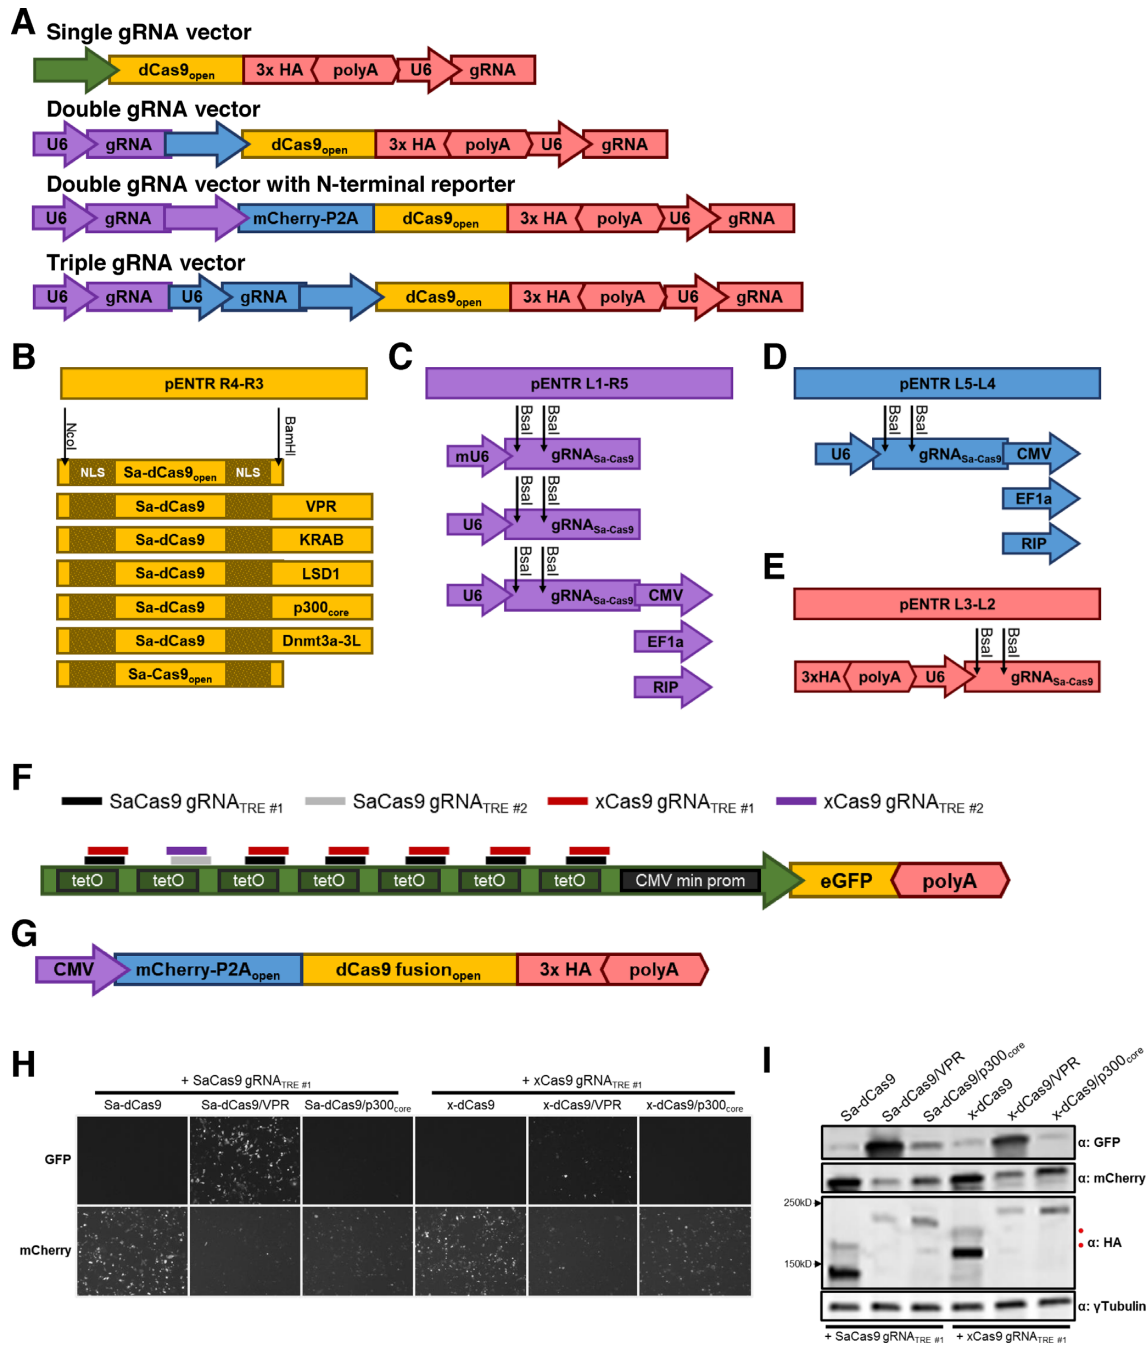 A
Single gRNA vector
dCas9open 3x HA polyA U6 gRNA
Double gRNA vector
U6 gRNA dCas9open 3x HA polyA U6 gRNA
Double gRNA vector with N-terminal reporter
U6 gRNA mCherry-P2A dCas9open 3x HA polyA U6 gRNA
Triple gRNA vector
U6 gRNA U6 gRNA dCas9open 3x HA polyA U6 gRNA
B
pENTR R4-R3
NcoI BamHI
NLS Sa-dCas9open NLS
Sa-dCas9 VPR
Sa-dCas9 KRAB
Sa-dCas9 LSD1
Sa-dCas9 p300core
Sa-dCas9 Dnmt3a-3L
Sa-Cas9open
C
pENTR L1-R5
BsaI BsaI
mU6 gRNASa-Cas9
BsaI BsaI
U6 gRNASa-Cas9
BsaI BsaI
U6 gRNASa-Cas9 CMV
EF1a
RIP
D
pENTR L5-L4
BsaI BsaI
U6 gRNASa-Cas9 CMV
EF1a
RIP
E
pENTR L3-L2
BsaI BsaI
3xHA polyA U6 gRNASa-Cas9
F
SaCas9 gRNATRE #1 SaCas9 gRNATRE #2 xCas9 gRNATRE #1 xCas9 gRNATRE #2
tetO tetO tetO tetO tetO tetO tetO CMV min prom eGFP polyA
G
CMV mCherry-P2Aopen dCas9 fusionopen 3x HA polyA
H
+ SaCas9 gRNATRE #1 + xCas9 gRNATRE #1
Sa-dCas9 Sa-dCas9/VPR Sa-dCas9/p300core x-dCas9 x-dCas9/VPR x-dCas9/p300core
GFP
mCherry
I
Sa-dCas9 Sa-dCas9/VPR Sa-dCas9/p300core x-dCas9 x-dCas9/VPR x-dCas9/p300core
α: GFP
α: mCherry
250kD
α: HA
150kD
α: γTubulin
+ SaCas9 gRNATRE #1 + xCas9 gRNATRE #1